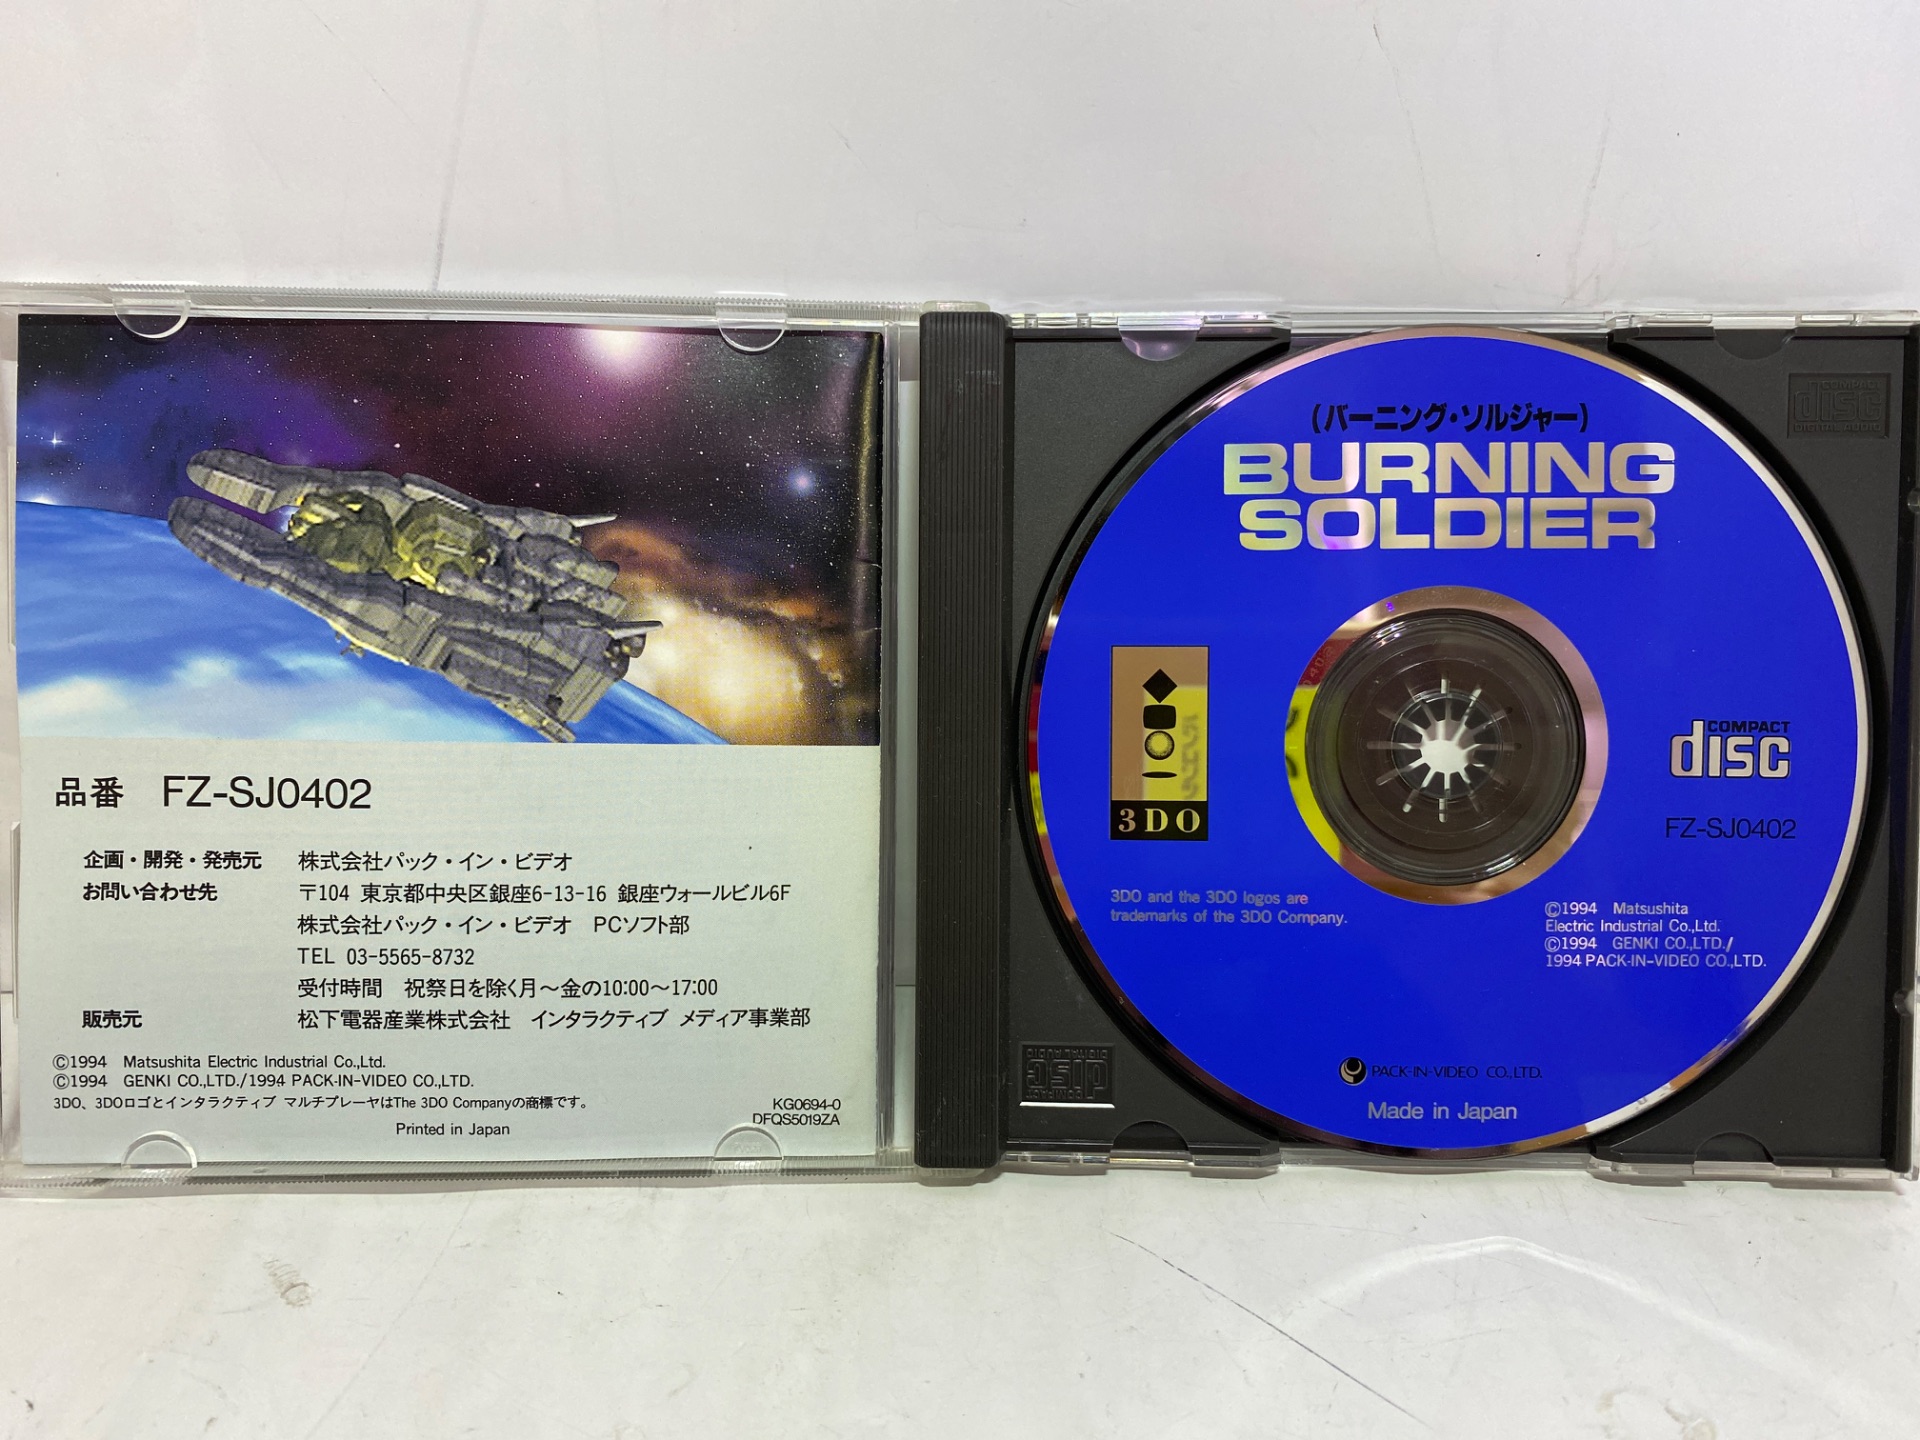 品番 FZ-SJ0402
企画・開発・発売元 株式会社パック・イン・ビデオ
お問い合わせ先 〒104 東京都中央区銀座6-13-16 銀座ウォールビル6F
株式会社パック・イン・ビデオ PCソフト部
TEL 03-5565-8732
受付時間 祝祭日を除く月～金の10:00～17:00
販売元 松下電器産業株式会社 インタラクティブ メディア事業部
©1994 Matsushita Electric Industrial Co.,Ltd.
©1994 GENKI CO.,LTD./1994 PACK-IN-VIDEO CO.,LTD.
3DO、3DOロゴとインタラクティブ マルチプレーヤはThe 3DO Companyの商標です。
KG0694-0
DFQS5019ZA
Printed in Japan
(バーニング・ソルジャー)
BURNING
SOLDIER
3DO
COMPACT
disc
FZ-SJ0402
3DO and the 3DO logos are
trademarks of the 3DO Company.
©1994 Matsushita
Electric Industrial Co.,Ltd.
©1994 GENKI CO.,LTD./
1994 PACK-IN-VIDEO CO.,LTD.
PACK-IN-VIDEO CO.,LTD.
Made in Japan
COMPACT
disc
DIGITAL AUDIO
COMPACT
disc
DIGITAL AUDIO